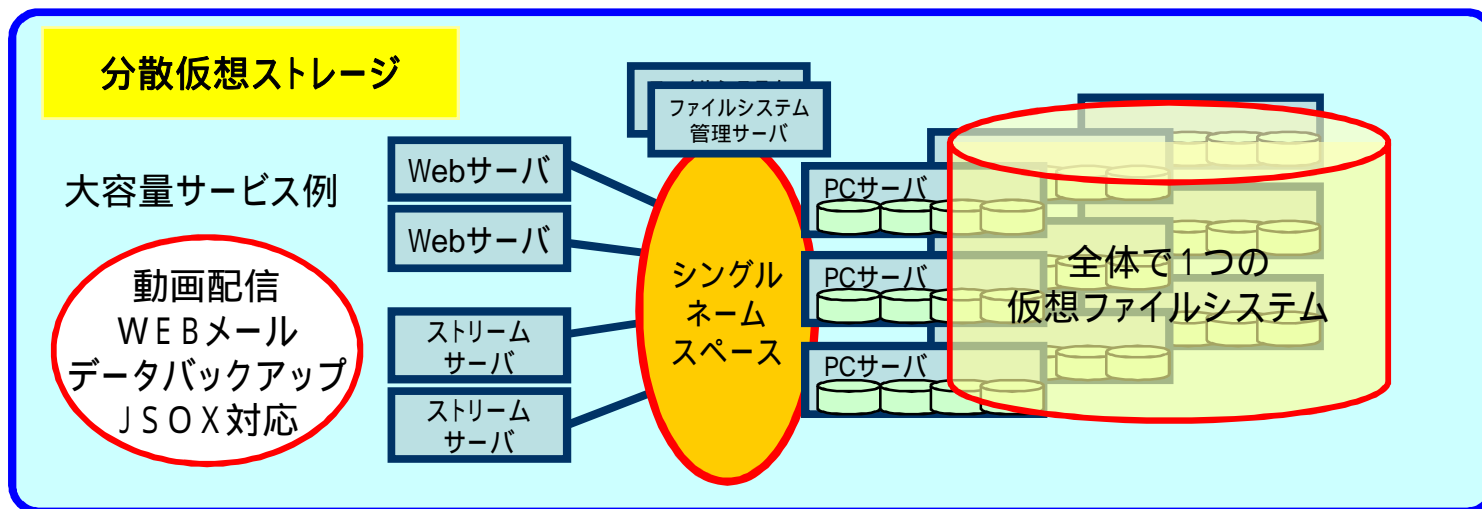 分散仮想ストレージ
大容量サービス例
動画配信
ＷＥＢメール
データバックアップ
ＪＳＯＸ対応
Webサーバ
Webサーバ
ストリーム
サーバ
ストリーム
サーバ
ファイルシステム
管理サーバ
シングル
ネーム
スペース
PCサーバ
PCサーバ
PCサーバ
全体で１つの
仮想ファイルシステム